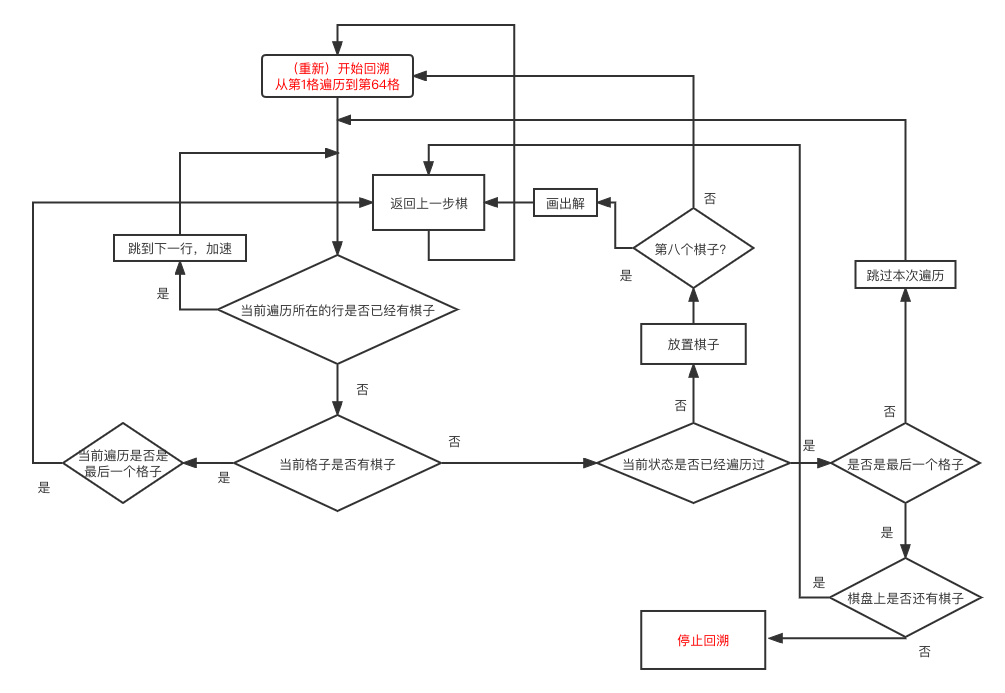 （重新）开始回溯
从第1格遍历到第64格
否
返回上一步棋
画出解
第八个棋子?
跳到下一行，加速
是
是
跳过本次遍历
当前遍历所在的行是否已经有棋子
放置棋子
否
否
否
否
是
当前遍历是否是
最后一个格子
当前格子是否有棋子
当前状态是否已经遍历过
是否是最后一个格子
是
是
是
是
棋盘上是否还有棋子
停止回溯
否